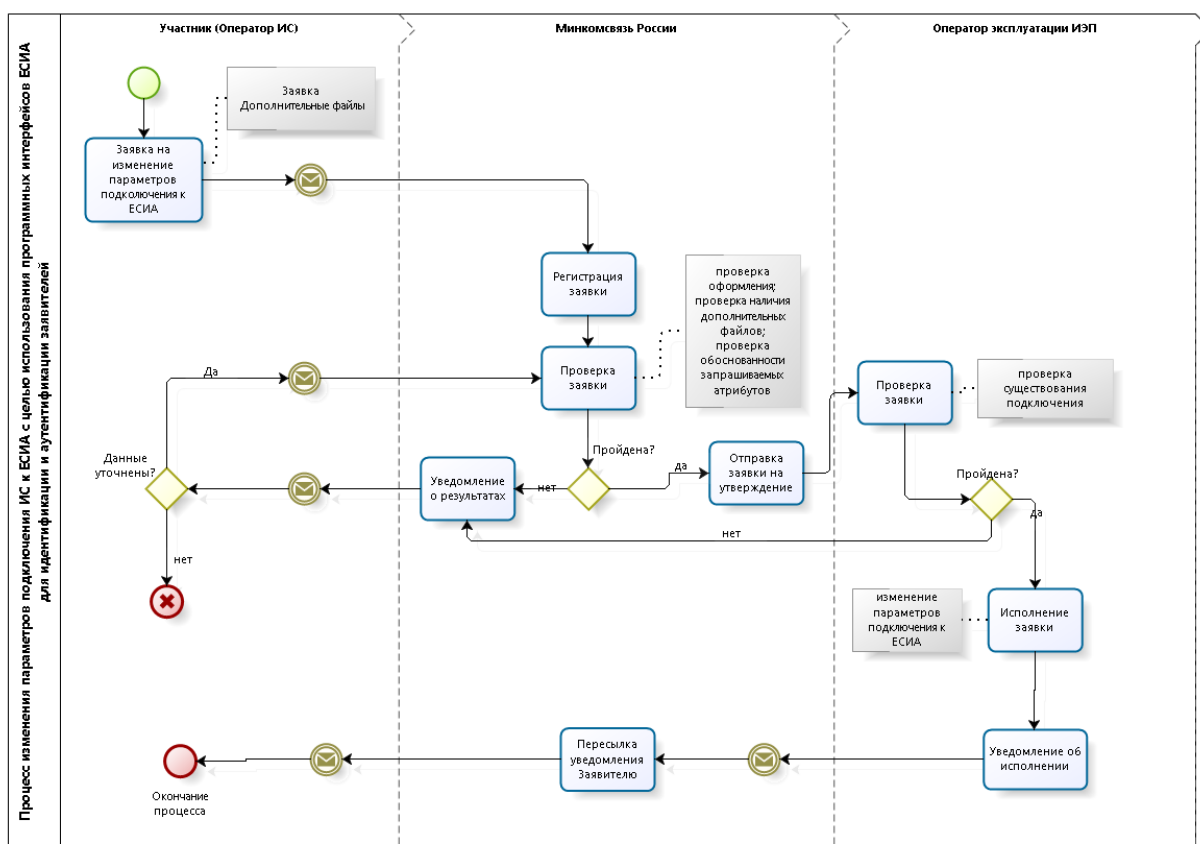 Процесс изменения параметров подключения ИС к ЕСИА с целью использования программных интерфейсов ЕСИА
для идентификации и аутентификации заявителей
Участник (Оператор ИС)
Минкомсвязь России
Оператор эксплуатации ИЭП
Заявка
Дополнительные файлы
Заявка на
изменение
параметров
подколючения к
ЕСИА
Регистрация
заявки
проверка
оформления;
проверка наличия
дополнительных
файлов;
проверка
обоснованности
запрашиваемых
атрибутов
Да
Проверка
заявки
Проверка
заявки
проверка
существования
подключения
Данные
уточнены?
Пройдена?
Уведомление
о результатах
нет
да
Отправка
заявки на
утверждение
Пройдена?
да
нет
нет
изменение
параметров
подключения к
ЕСИА
Исполнение
заявки
Пересылка
уведомления
Заявителю
Уведомление об
исполнении
Окончание
процесса